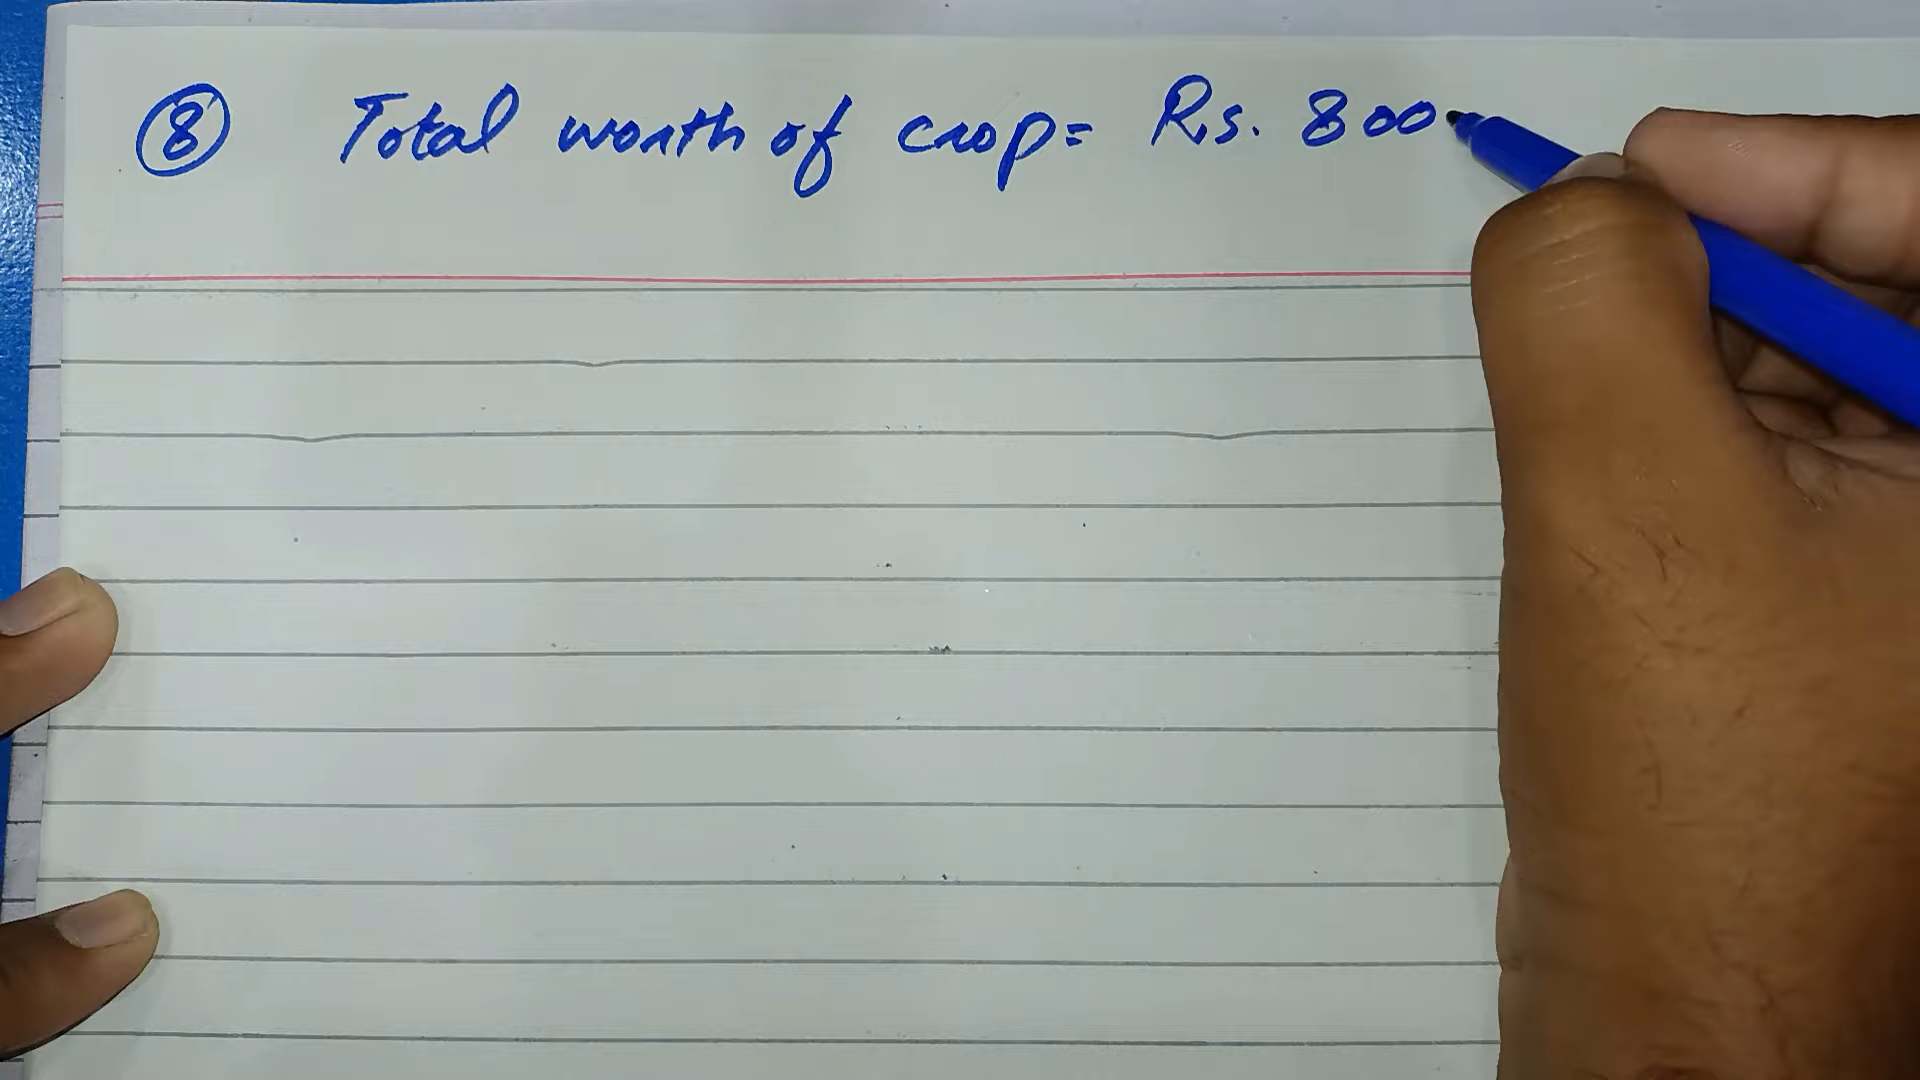 ⑧ Total worth of crop = Rs. 800